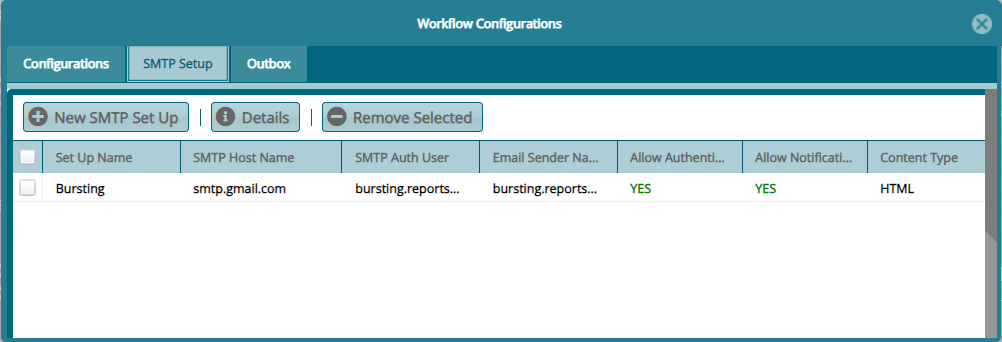 Workflow Configurations
Configurations SMTP Setup Outbox
New SMTP Set Up Details Remove Selected
Set Up Name SMTP Host Name SMTP Auth User Email Sender Na... Allow Authenti... Allow Notificati... Content Type
Bursting smtp.gmail.com bursting.reports... bursting.reports... YES YES HTML